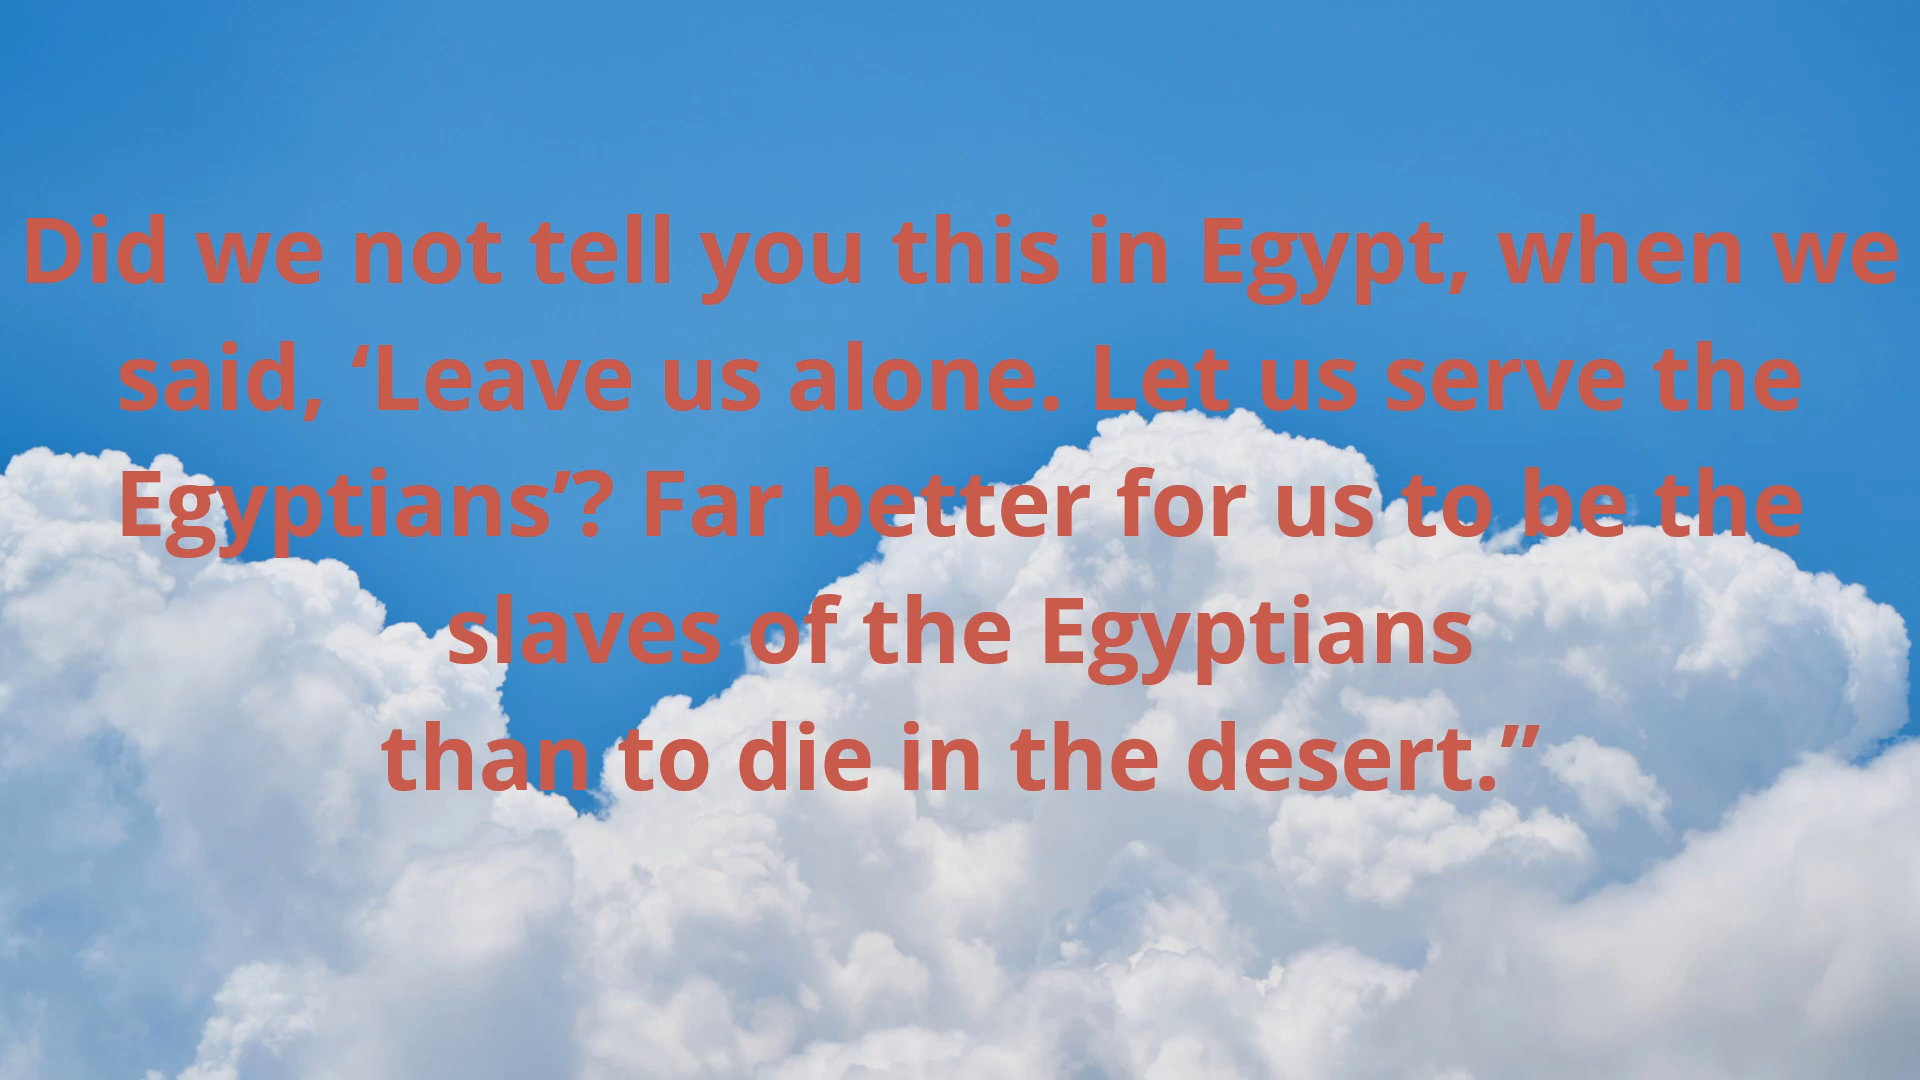 Did we not tell you this in Egypt, when we
said, ‘Leave us alone. Let us serve the
Egyptians’? Far better for us to be the
slaves of the Egyptians
than to die in the desert.”